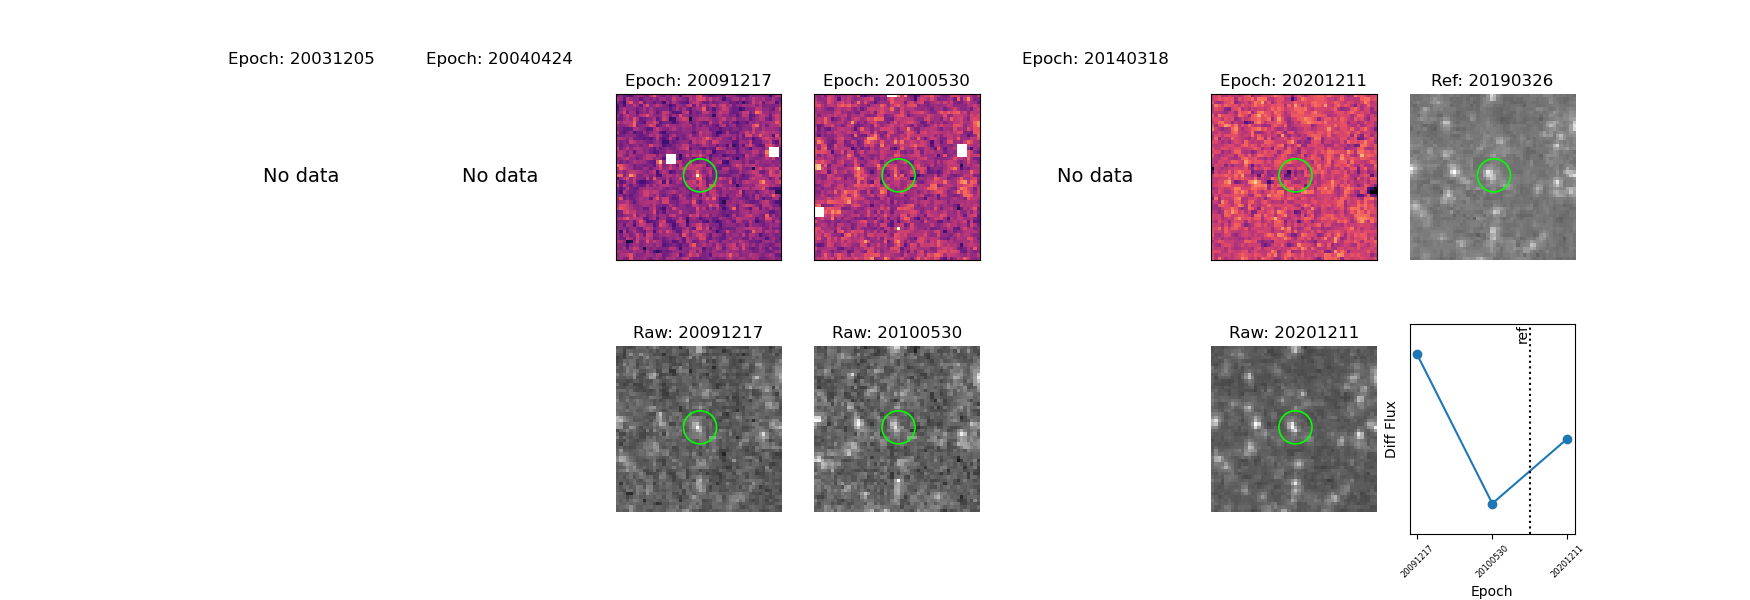 Epoch: 20031205
Epoch: 20040424
Epoch: 20091217
Epoch: 20100530
Epoch: 20140318
Epoch: 20201211
Ref: 20190326
No data
No data
No data
Raw: 20091217
Raw: 20100530
Raw: 20201211
ref
Diff Flux
20091217
20100530
20201211
Epoch